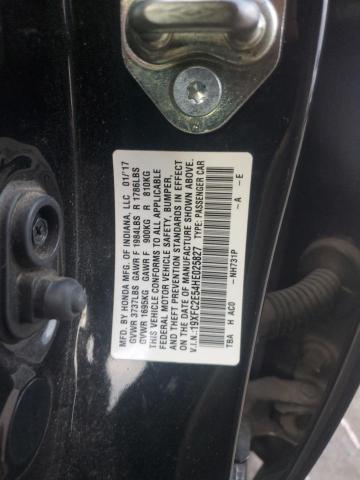 MFD. BY HONDA MFG. OF INDIANA, LLC 01/17
GVWR 3737LBS GAWR F 1984LBS R 1786LBS
GVWR 1695KG GAWR F 900KG R 810KG
THIS VEHICLE CONFORMS TO ALL APPLICABLE
FEDERAL MOTOR VEHICLE SAFETY, BUMPER,
AND THEFT PREVENTION STANDARDS IN EFFECT
ON THE DATE OF MANUFACTURE SHOWN ABOVE.
V.I.N.:19XFC2E54HE025827 TYPE: PASSENGER CAR
TBA H AC0 -NH731P -A -E